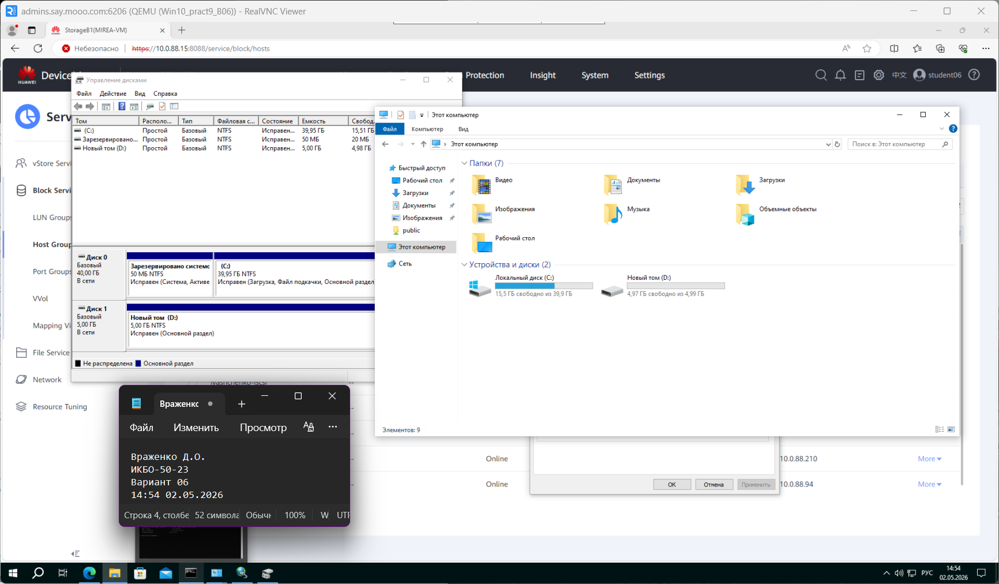 admins.say.mooo.com:6206 (QEMU (Win10_pract9_B06)) - RealVNC Viewer
StorageB1(MIREA-VM)
Небезопасно
https://10.0.88.15:8088/service/block/hosts
HUAWEI
Device
Protection
Insight
System
Settings
中文
student06
Serv
vStore Servi
Block Servi
LUN Groups
Host Group
Port Groups
VVol
Mapping Vi
File Service
Network
Resource Tuning
Управление дисками
Файл Действие Вид Справка
Том Располо... Тип Файловая с... Состояние Емкость Свобод.
(C:) Простой Базовый NTFS Исправен... 39,95 ГБ 15,51 ГБ
Зарезервировано... Простой Базовый NTFS Исправен... 50 МБ 20 МБ
Новый том (D:) Простой Базовый NTFS Исправен... 5,00 ГБ 4,98 ГБ
Диск 0
Базовый
40,00 ГБ
В сети
Зарезервировано системс
50 МБ NTFS
Исправен (Система, Активе
(C:)
39,95 ГБ NTFS
Исправен (Загрузка, Файл подкачки, Основной раздел
Диск 1
Базовый
5,00 ГБ
В сети
Новый том (D:)
5,00 ГБ NTFS
Исправен (Основной раздел)
Не распределена Основной раздел
Этот компьютер
Файл Компьютер Вид
Этот компьютер
Поиск в: Этот компьютер
Быстрый доступ
Рабочий стол
Загрузки
Документы
Изображения
public
Этот компьютер
Сеть
Папки (7)
Видео
Документы
Загрузки
Изображения
Музыка
Объемные объекты
Рабочий стол
Устройства и диски (2)
Локальный диск (C:)
15,5 ГБ свободно из 39,9 ГБ
Новый том (D:)
4,97 ГБ свободно из 4,99 ГБ
Элементов: 9
Online 10.0.88.210 More
Online 10.0.88.94 More
ОК Отмена Применить
Враженкс
Файл Изменить Просмотр
Враженко Д.О.
ИКБО-50-23
Вариант 06
14:54 02.05.2026
Строка 4, столбе 52 символа Обычн 100% W UTF
РУС
14:54
02.05.2026